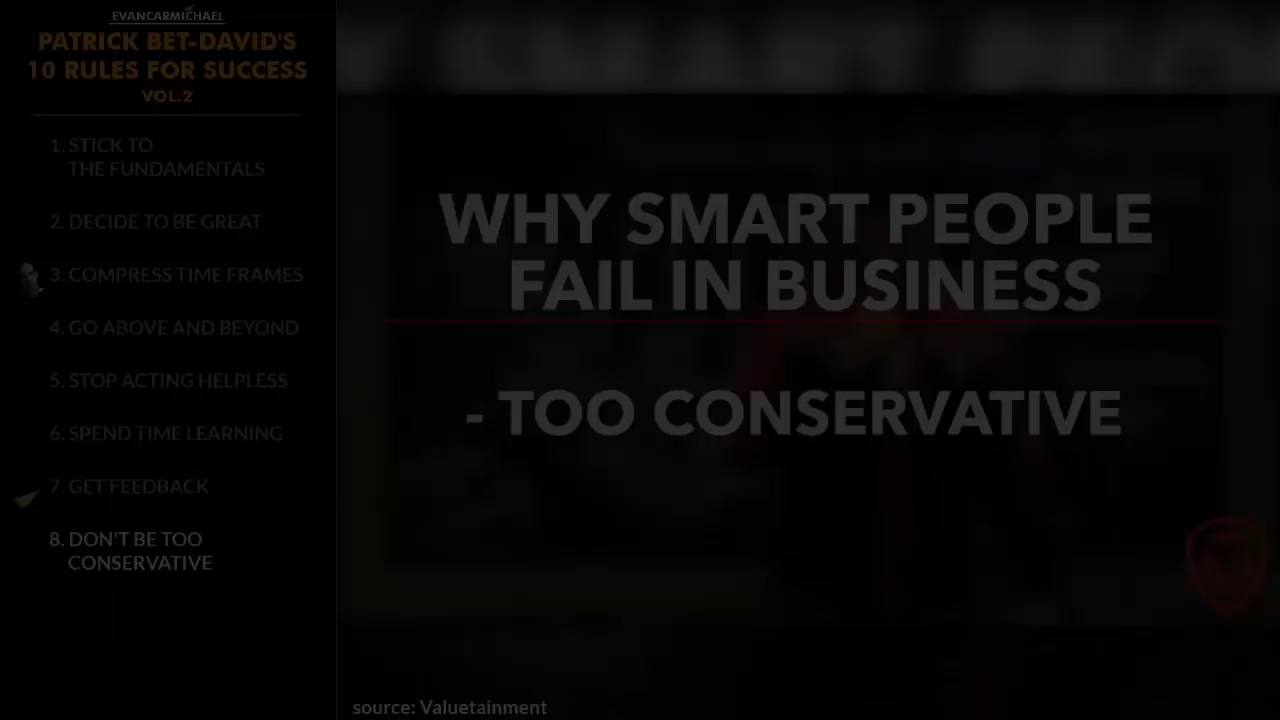 EVANCARMICHAEL
PATRICK BET-DAVID'S
10 RULES FOR SUCCESS
VOL.2
1. STICK TO
THE FUNDAMENTALS
2. DECIDE TO BE GREAT
3. COMPRESS TIME FRAMES
4. GO ABOVE AND BEYOND
5. STOP ACTING HELPLESS
6. SPEND TIME LEARNING
7. GET FEEDBACK
8. DON'T BE TOO
CONSERVATIVE
WHY SMART PEOPLE
FAIL IN BUSINESS
- TOO CONSERVATIVE
source: Valuetainment